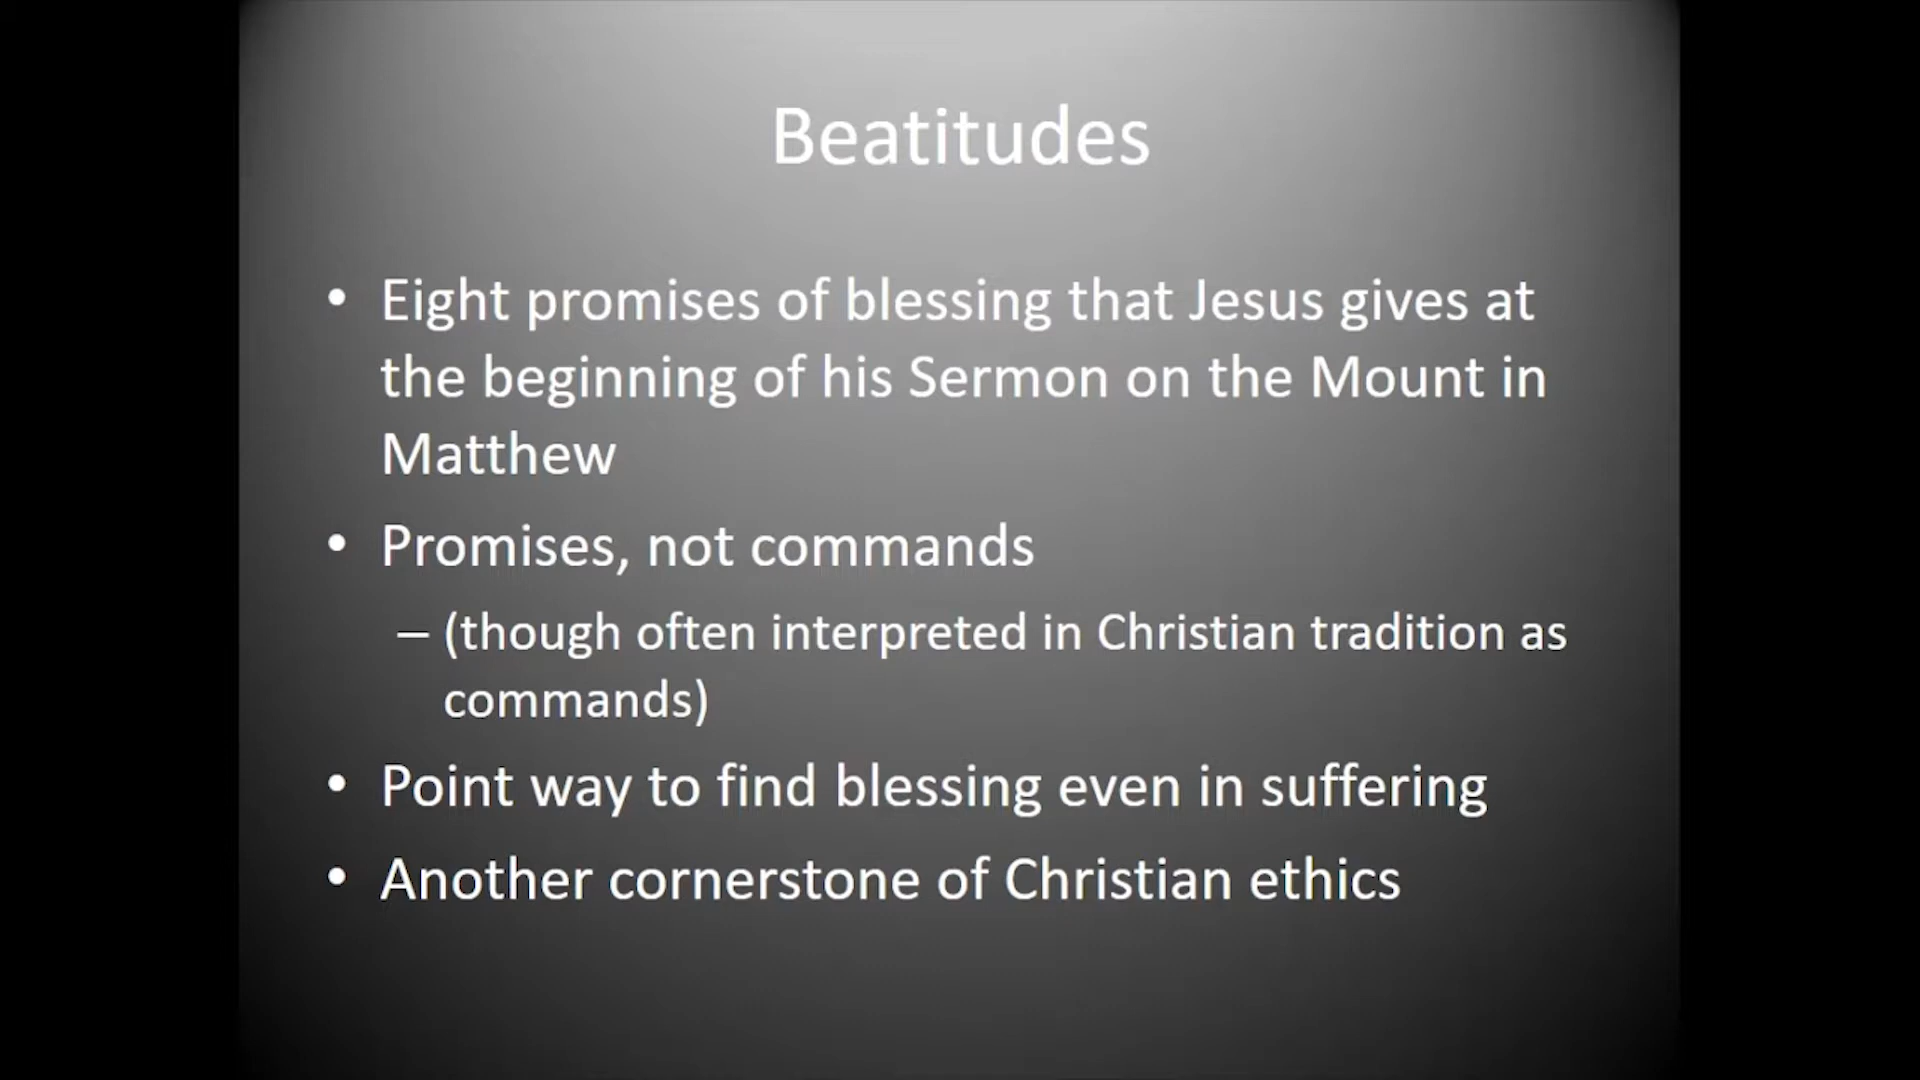 Beatitudes
• Eight promises of blessing that Jesus gives at
the beginning of his Sermon on the Mount in
Matthew
• Promises, not commands
– (though often interpreted in Christian tradition as
commands)
• Point way to find blessing even in suffering
• Another cornerstone of Christian ethics